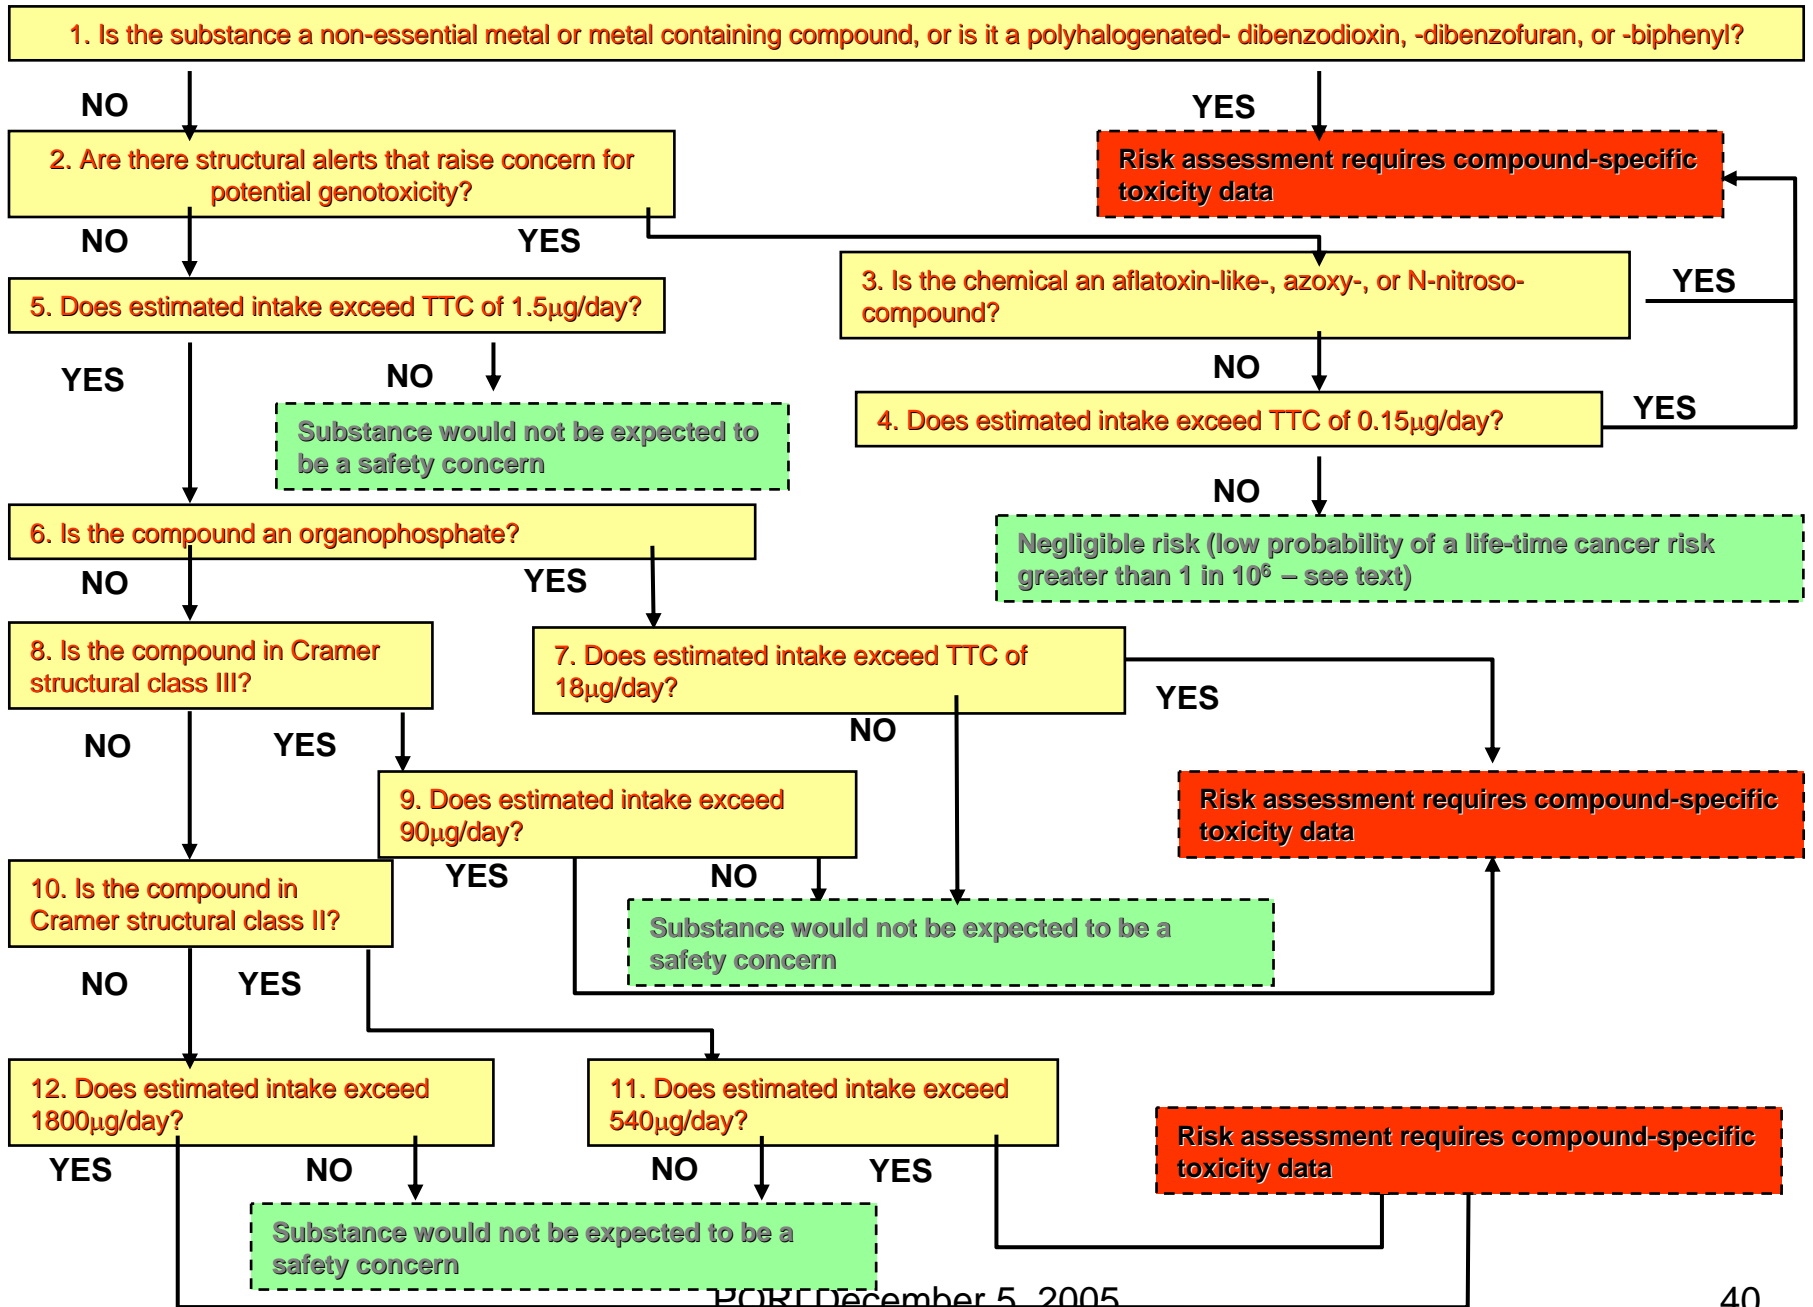 1. Is the substance a non-essential metal or metal containing compound, or is it a polyhalogenated- dibenzodioxin, -dibenzofuran, or -biphenyl?
NO
YES
2. Are there structural alerts that raise concern for
potential genotoxicity?
Risk assessment requires compound-specific
toxicity data
NO
YES
5. Does estimated intake exceed TTC of 1.5μg/day?
3. Is the chemical an aflatoxin-like-, azoxy-, or N-nitroso-
compound?
YES
YES
NO
NO
Substance would not be expected to
be a safety concern
4. Does estimated intake exceed TTC of 0.15μg/day?
YES
NO
6. Is the compound an organophosphate?
Negligible risk (low probability of a life-time cancer risk
greater than 1 in 10⁶ – see text)
NO
YES
8. Is the compound in Cramer
structural class III?
7. Does estimated intake exceed TTC of
18μg/day?
YES
NO
NO
YES
9. Does estimated intake exceed
90μg/day?
Risk assessment requires compound-specific
toxicity data
YES
NO
10. Is the compound in
Cramer structural class II?
Substance would not be expected to be a
safety concern
NO
YES
12. Does estimated intake exceed
1800μg/day?
11. Does estimated intake exceed
540μg/day?
Risk assessment requires compound-specific
toxicity data
YES
NO
NO
YES
Substance would not be expected to be a
safety concern
PQRI December 5, 2005
40